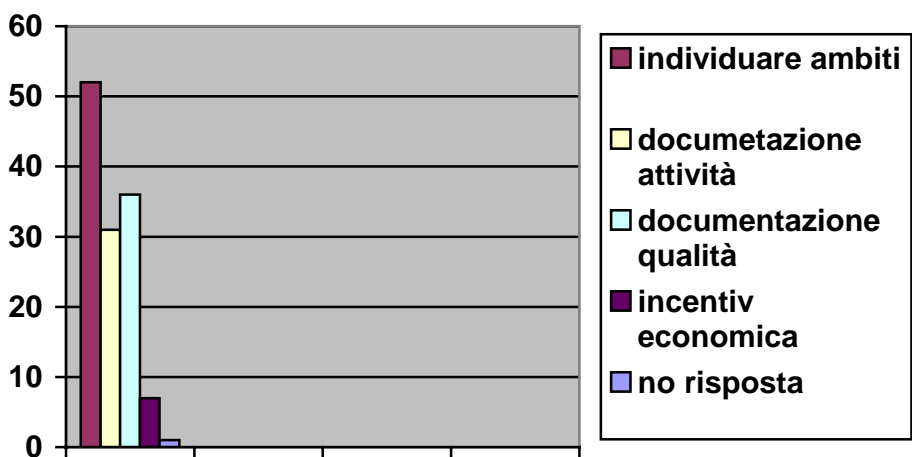 60
50
40
30
20
10
0
individuare ambiti
documetazione
attività
documentazione
qualità
incentiv
economica
no risposta